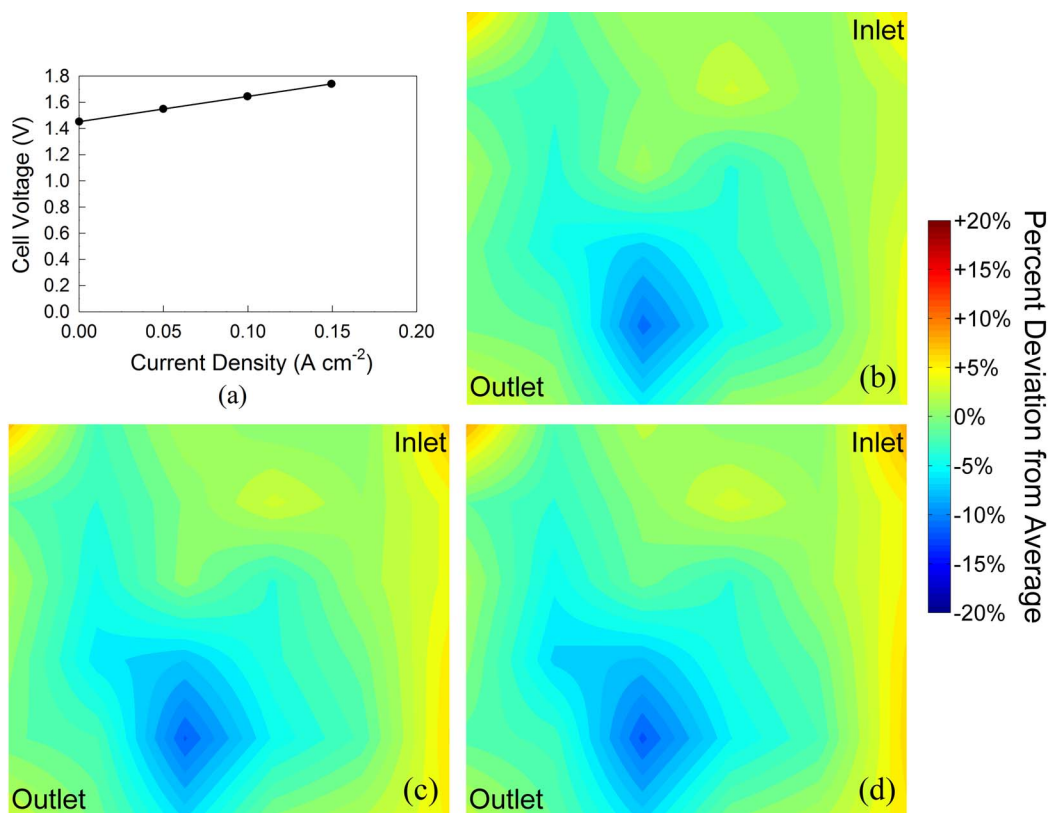 Cell Voltage (V)
1.8
1.6
1.4
1.2
1.0
0.8
0.6
0.4
0.2
0.0
0.00 0.05 0.10 0.15 0.20
Current Density (A cm⁻²)
(a)
Inlet
Outlet
(b)
Inlet
Outlet
(c)
Inlet
Outlet
(d)
+20%
+15%
+10%
+5%
0%
-5%
-10%
-15%
-20%
Percent Deviation from Average